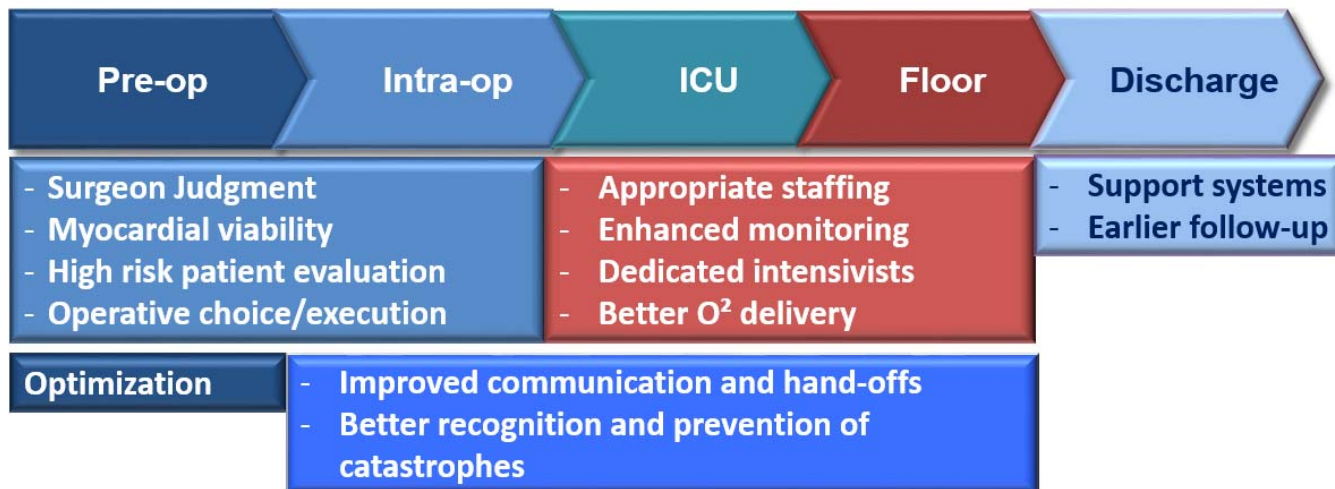 Pre-op
Intra-op
ICU
Floor
Discharge
- Surgeon Judgment
- Myocardial viability
- High risk patient evaluation
- Operative choice/execution
- Appropriate staffing
- Enhanced monitoring
- Dedicated intensivists
- Better O² delivery
- Support systems
- Earlier follow-up
Optimization
- Improved communication and hand-offs
- Better recognition and prevention of
catastrophes